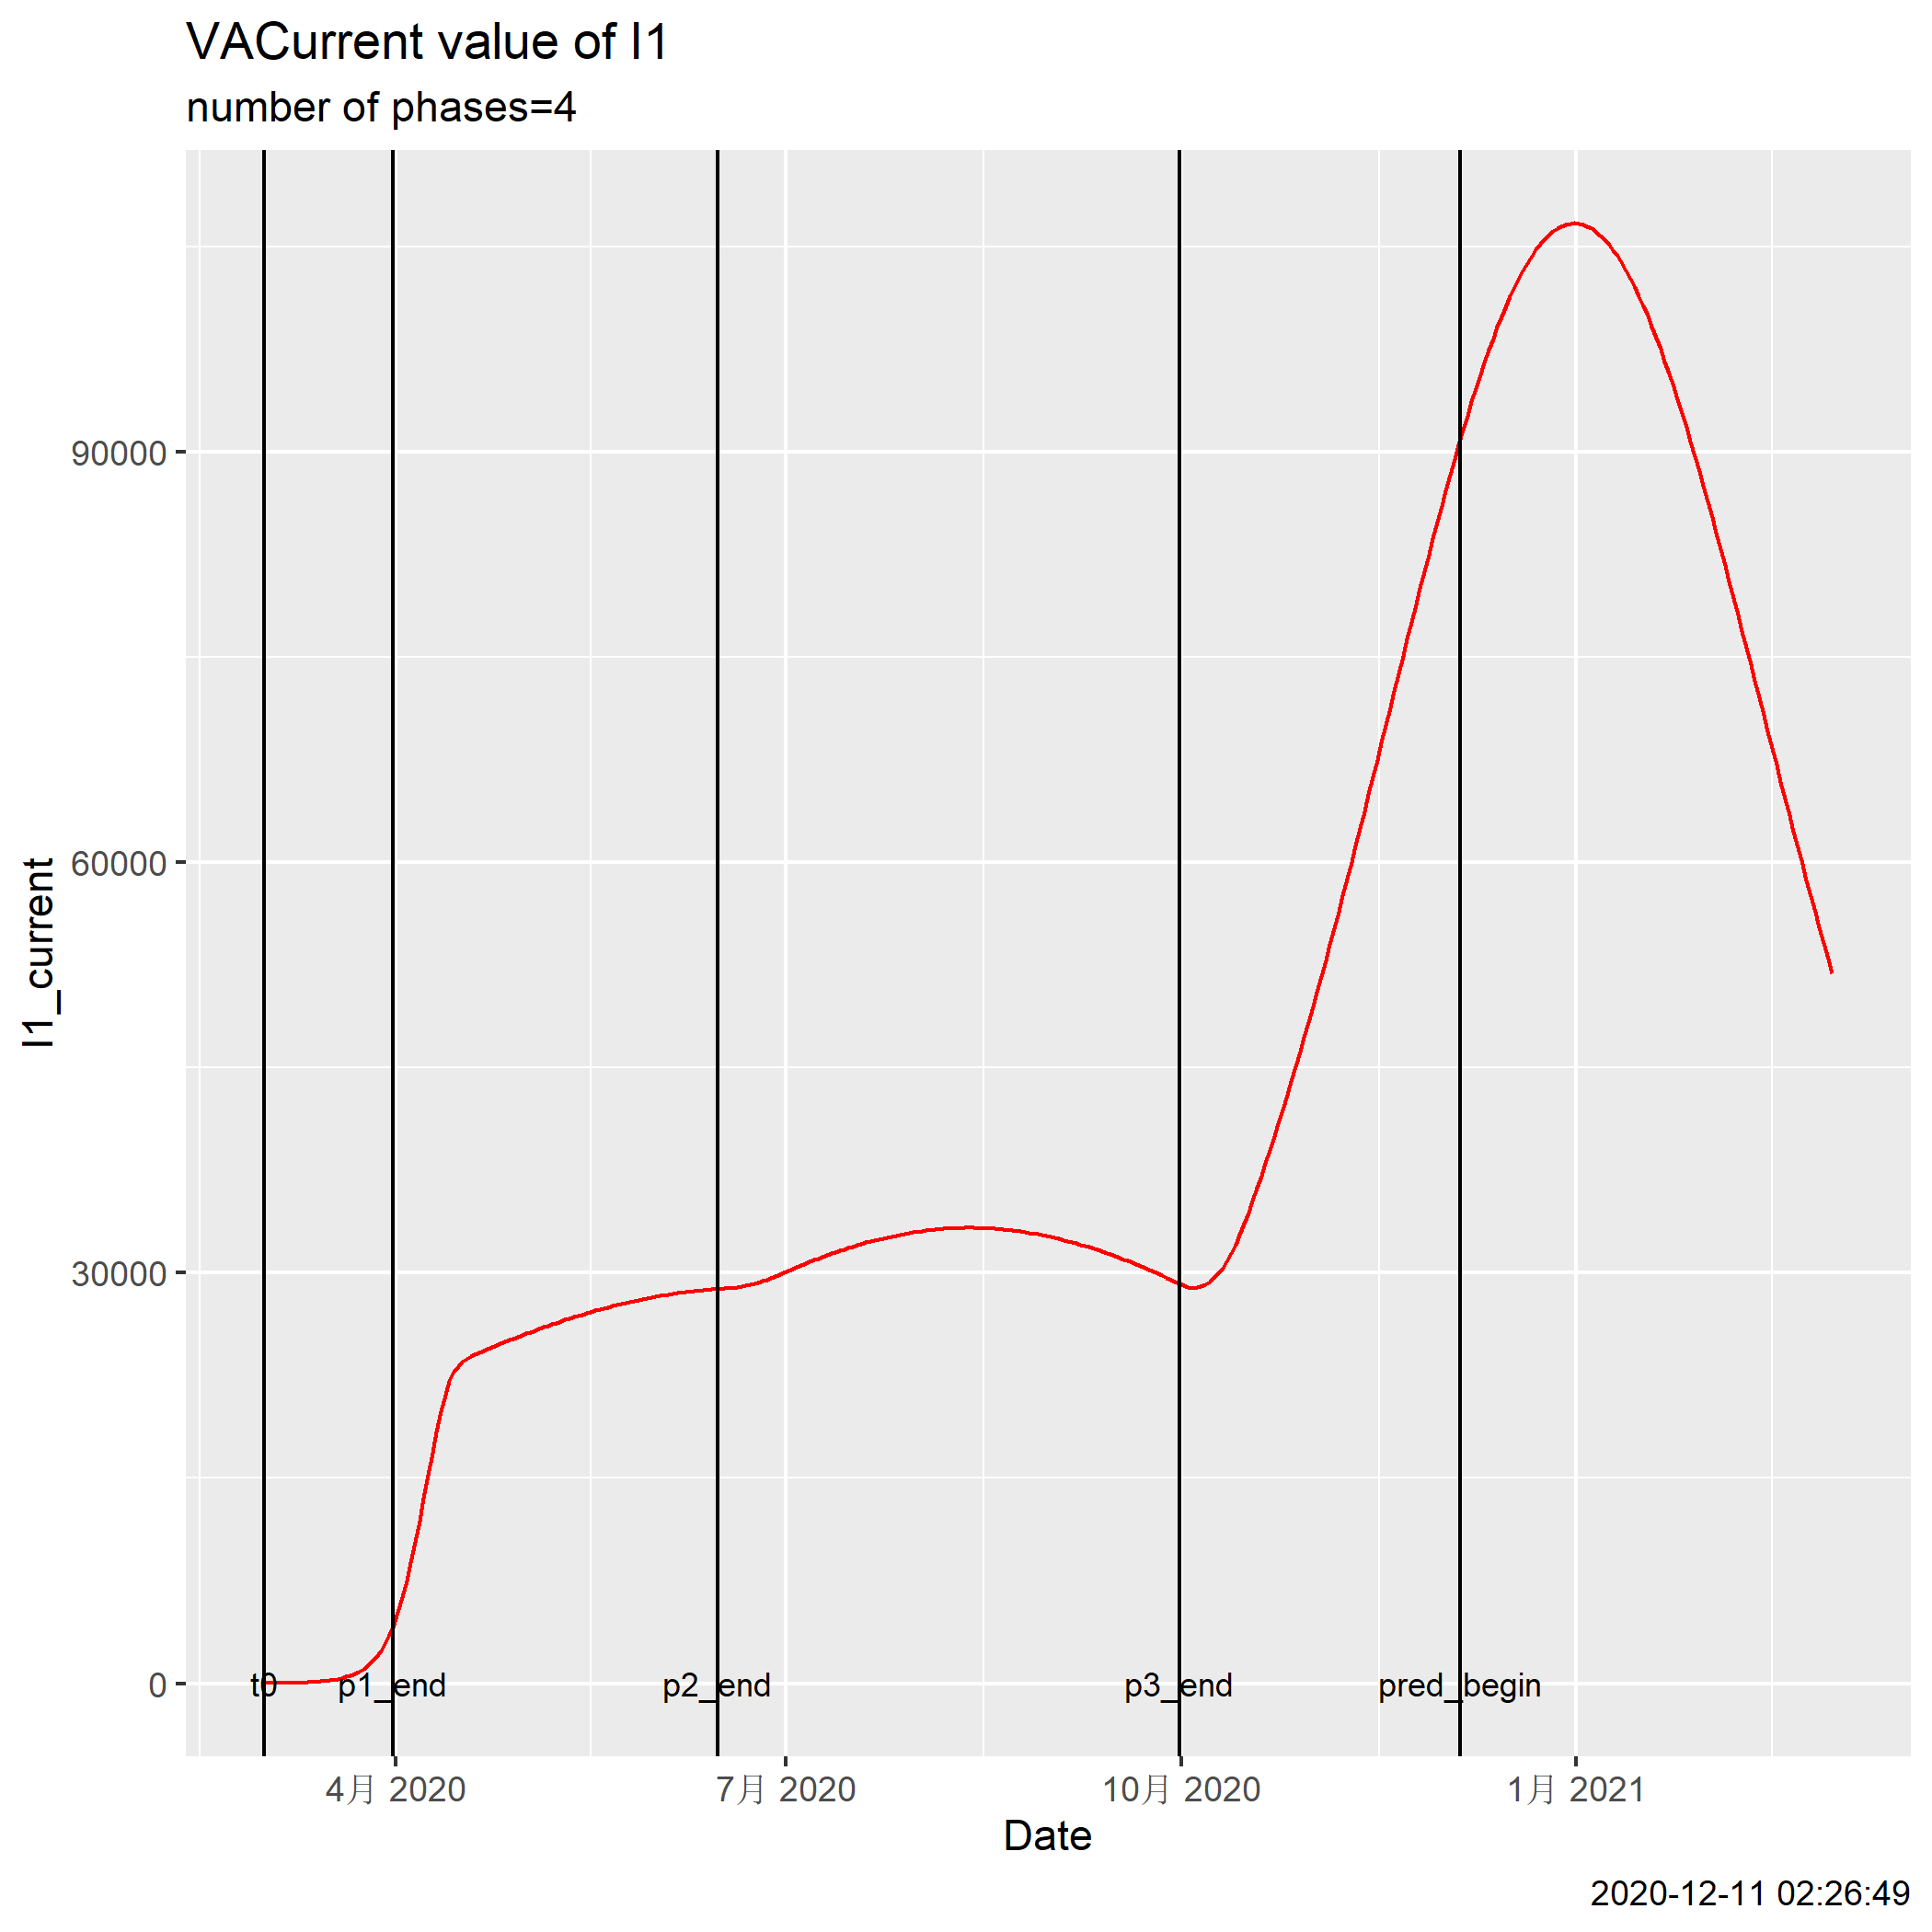 VACurrent value of I1
number of phases=4
90000
60000
30000
0
I1_current
t0 p1_end p2_end p3_end pred_begin
4月 2020 7月 2020 10月 2020 1月 2021
Date
2020-12-11 02:26:49